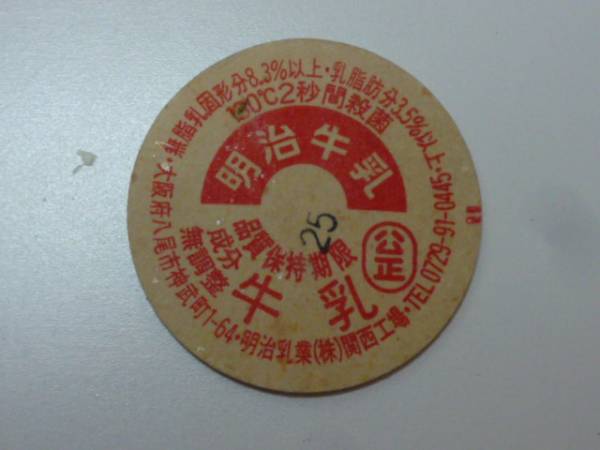 無脂乳固形分8.3%以上・乳脂肪分3.5%以上・
130℃2秒間殺菌
明治牛乳
品質保持期限
25
成分
無調整
牛乳
公正
大阪府八尾市神武町1-64・明治乳業(株)関西工場・TEL0729-91-0445・